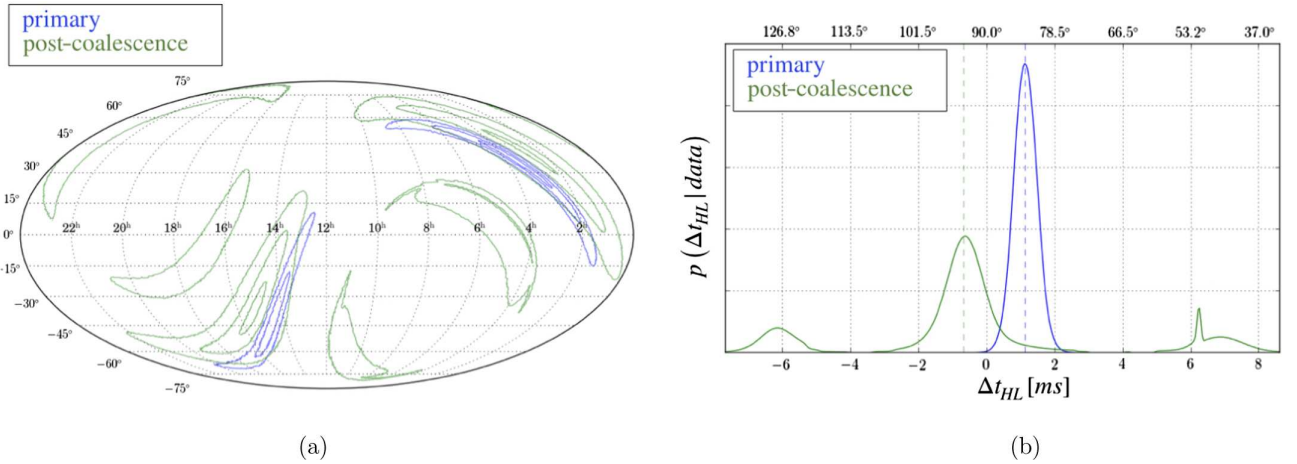 primary
post-coalescence
75°
60°
45°
30°
15°
0°
-15°
-30°
-45°
-60°
-75°
22h 20h 18h 16h 14h 12h 10h 8h 6h 4h 2h
(a)
126.8° 113.5° 101.5° 90.0° 78.5° 66.5° 53.2° 37.0°
primary
post-coalescence
p (Δt_HL|data)
−6 −4 −2 0 2 4 6 8
Δt_HL [ms]
(b)